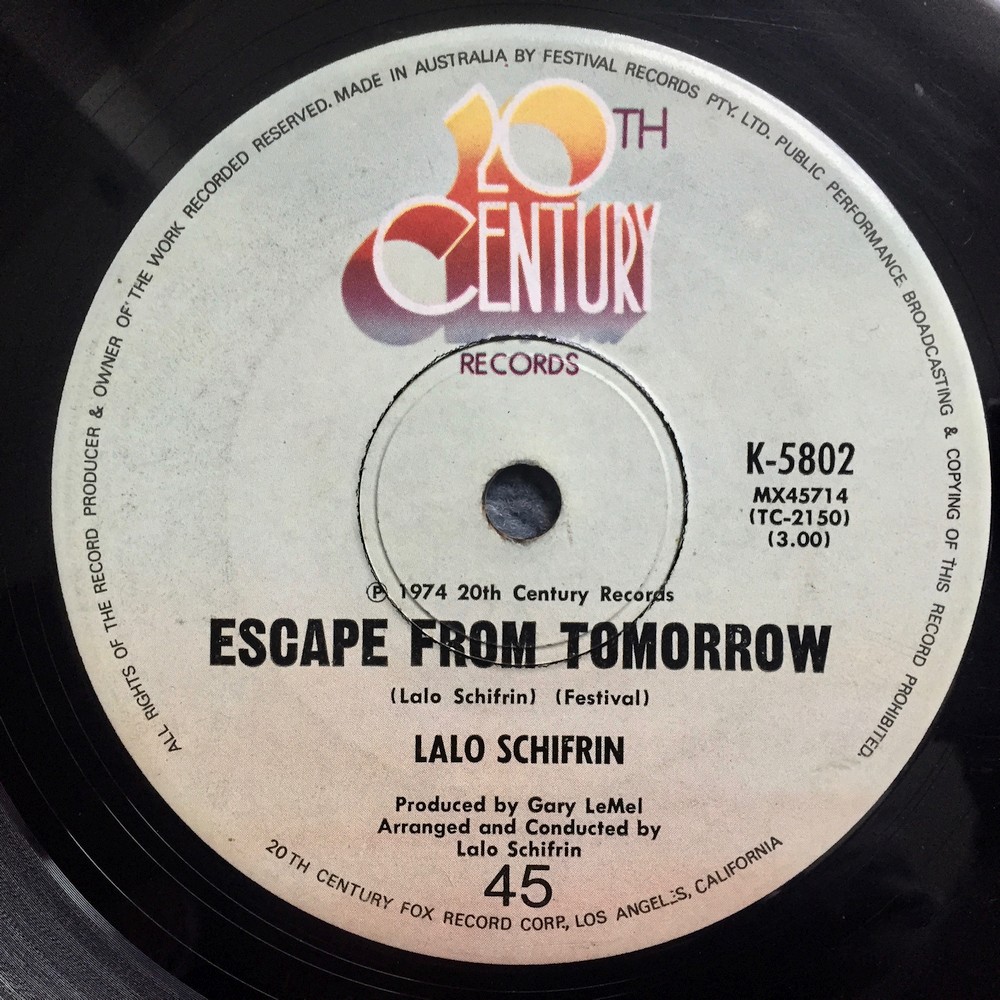 ALL RIGHTS OF THE RECORD PRODUCER & OWNER OF THE WORK RECORDED RESERVED. MADE IN AUSTRALIA BY FESTIVAL RECORDS PTY. LTD. PUBLIC PERFORMANCE BROADCASTING & COPYING OF THIS RECORD PROHIBITED.
20TH
CENTURY
RECORDS
K-5802
MX45714
(TC-2150)
(3.00)
Ⓟ 1974 20th Century Records
ESCAPE FROM TOMORROW
(Lalo Schifrin) (Festival)
LALO SCHIFRIN
Produced by Gary LeMel
Arranged and Conducted by
Lalo Schifrin
45
20TH CENTURY FOX RECORD CORP., LOS ANGELES, CALIFORNIA